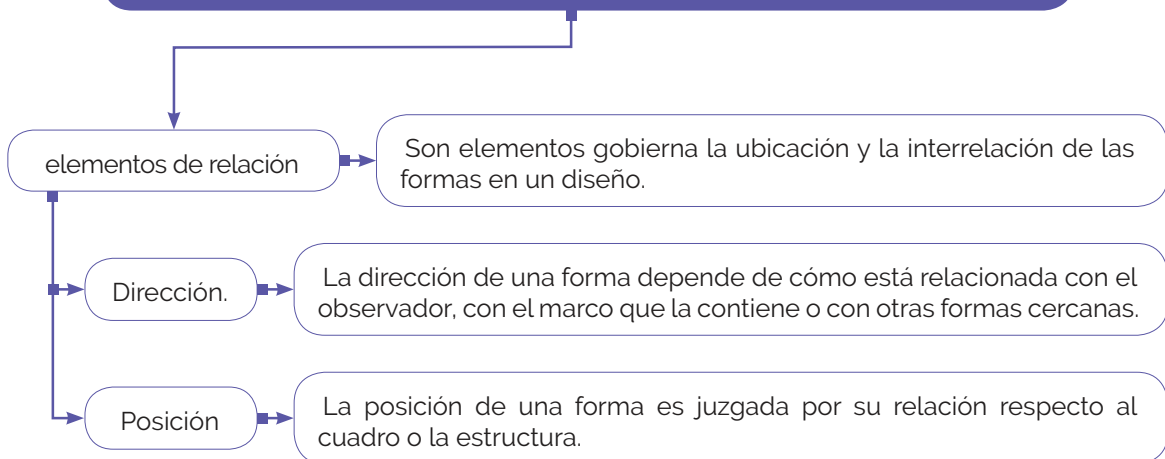 elementos de relación
Son elementos gobierna la ubicación y la interrelación de las
formas en un diseño.
Dirección.
La dirección de una forma depende de cómo está relacionada con el
observador, con el marco que la contiene o con otras formas cercanas.
Posición
La posición de una forma es juzgada por su relación respecto al
cuadro o la estructura.